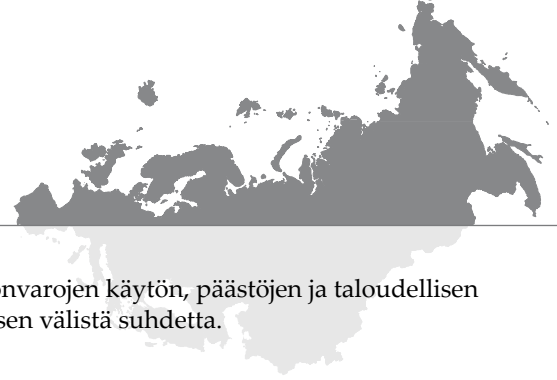 onvarojen käytön, päästöjen ja taloudellisen
sen välistä suhdetta.